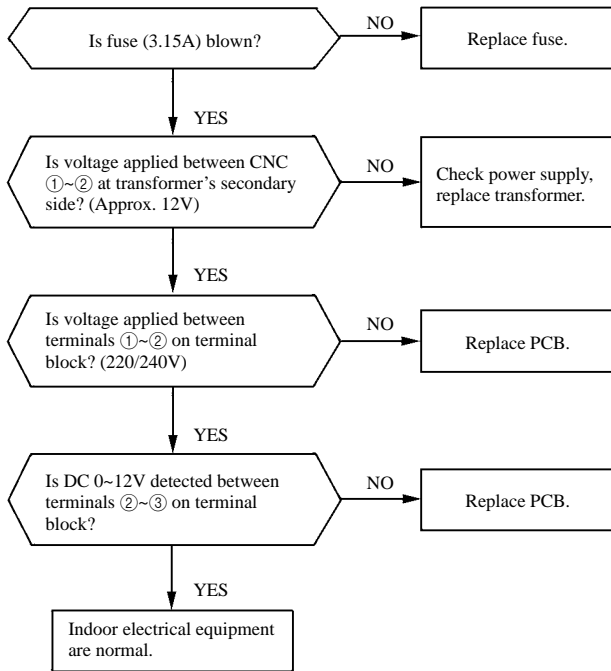 Is fuse (3.15A) blown?
NO
Replace fuse.
YES
Is voltage applied between CNC
①~② at transformer’s secondary
side? (Approx. 12V)
NO
Check power supply,
replace transformer.
YES
Is voltage applied between
terminals ①~② on terminal
block? (220/240V)
NO
Replace PCB.
YES
Is DC 0~12V detected between
terminals ②~③ on terminal
block?
NO
Replace PCB.
YES
Indoor electrical equipment
are normal.